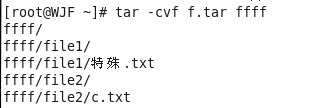 [root@WJF ~]# tar -cvf f.tar ffff
ffff/
ffff/file1/
ffff/file1/特殊.txt
ffff/file2/
ffff/file2/c.txt